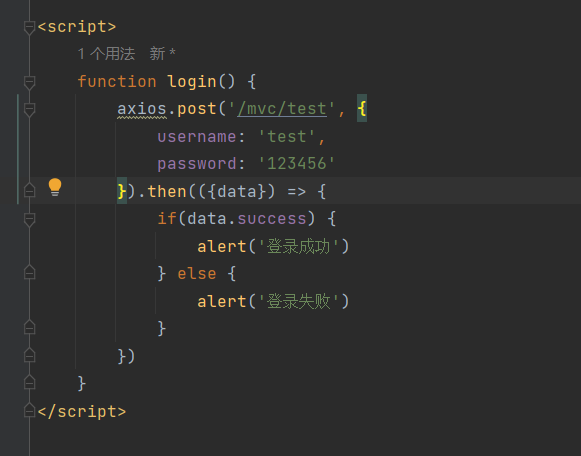 <script>
1 个用法 新 *
function login() {
axios.post('/mvc/test', {
username: 'test',
password: '123456'
}).then(({data}) => {
if(data.success) {
alert('登录成功')
} else {
alert('登录失败')
}
})
}
</script>